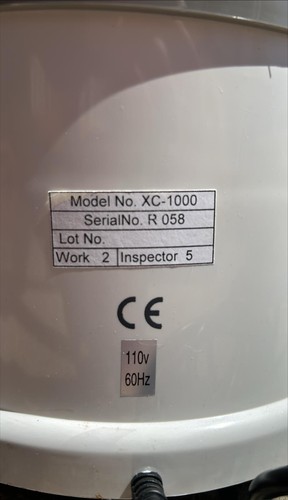 Model No. XC-1000
SerialNo. R 058
Lot No.
Work 2 Inspector 5
CE
110v
60Hz